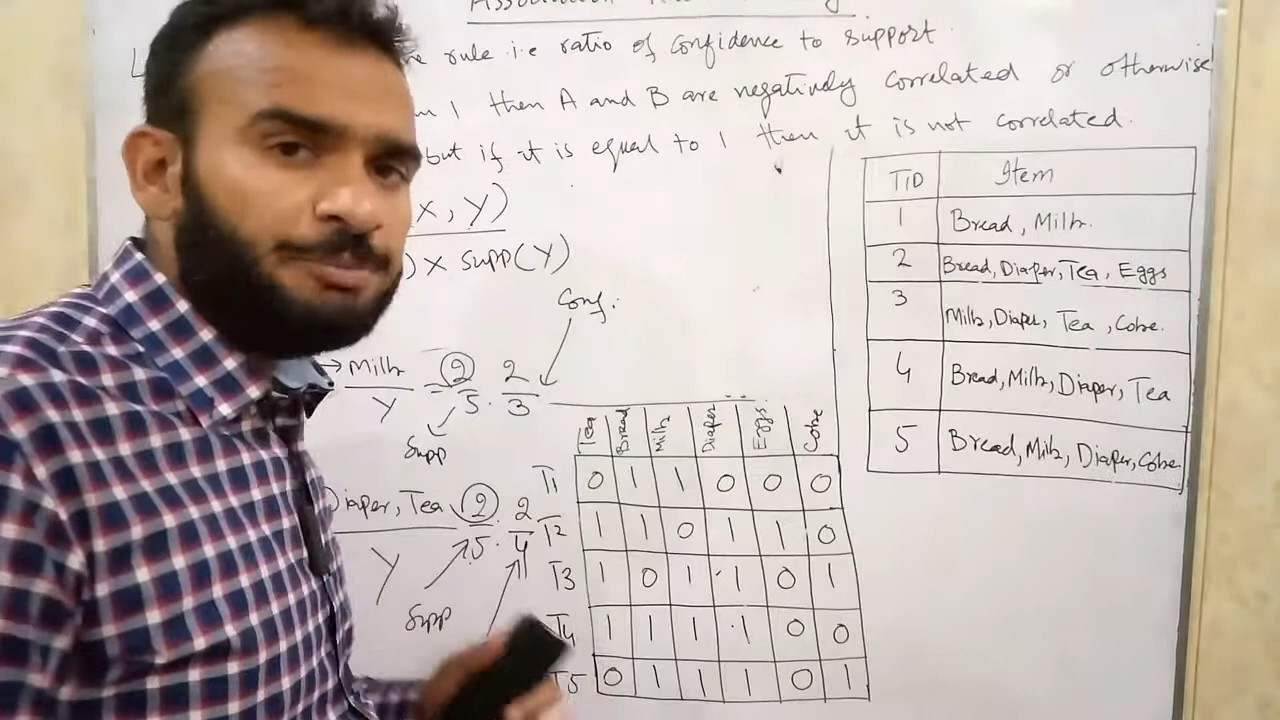 Association
rule i.e ratio of Confidence to support.
1 then A and B are negatively Correlated or otherwise
but if it is equal to 1 then it is not correlated.
X, Y)
) X Supp(Y)
Conf.
→ Milk = 2 2
Y 5 . 3
Supp
Diaper, Tea 2 2
Y 5 . 4
Supp
Tea Bread Milk Diaper Eggs Coke
T1 0 1 1 0 0 0
T2 1 1 0 1 1 0
T3 1 0 1 1 0 1
T4 1 1 1 1 0 0
T5 0 1 1 1 0 1
TID Item
1 Bread, Milk.
2 Bread, Diaper, Tea, Eggs
3 Milk, Diaper, Tea, Coke.
4 Bread, Milk, Diaper, Tea
5 Bread, Milk, Diaper, Coke.